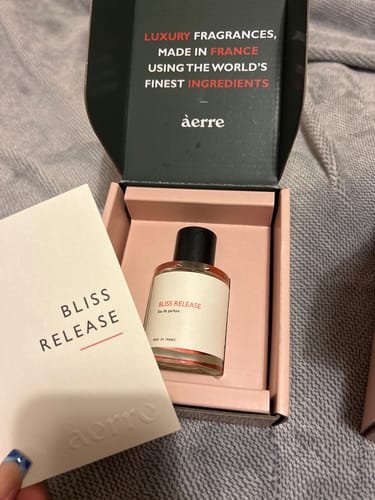 LUXURY FRAGRANCES,
MADE IN FRANCE
USING THE WORLD'S
FINEST INGREDIENTS
àerre
BLISS
RELEASE
aerre
BLISS RELEASE
Eau de parfum
MADE IN FRANCE